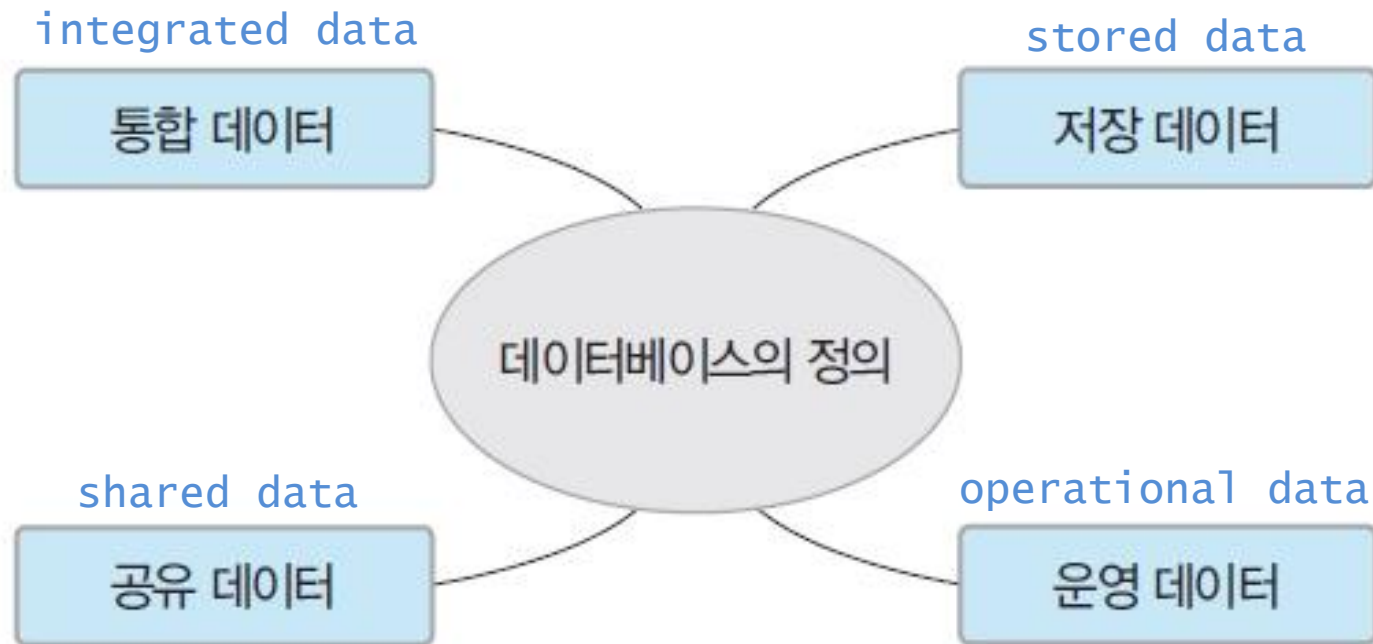 integrated data
통합 데이터
stored data
저장 데이터
데이터베이스의 정의
shared data
공유 데이터
operational data
운영 데이터